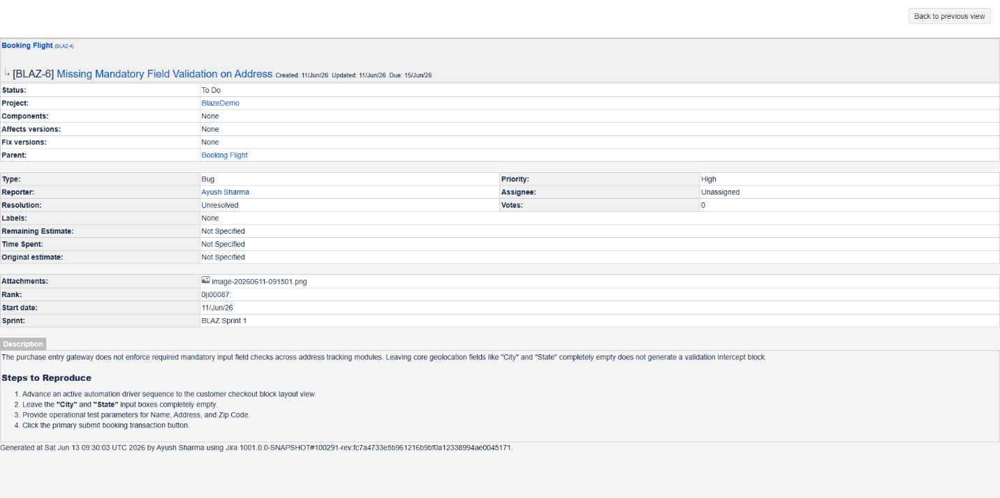 Back to previous view
Booking Flight (BLAZ-4)
[BLAZ-6] Missing Mandatory Field Validation on Address Created: 11/Jun/26 Updated: 11/Jun/26 Due: 15/Jun/26
Status: To Do
Project: BlazeDemo
Components: None
Affects versions: None
Fix versions: None
Parent: Booking Flight
Type: Bug Priority: High
Reporter: Ayush Sharma Assignee: Unassigned
Resolution: Unresolved Votes: 0
Labels: None
Remaining Estimate: Not Specified
Time Spent: Not Specified
Original estimate: Not Specified
Attachments: image-20260611-091501.png
Rank: 0|i00087:
Start date: 11/Jun/26
Sprint: BLAZ Sprint 1
Description
The purchase entry gateway does not enforce required mandatory input field checks across address tracking modules. Leaving core geolocation fields like "City" and "State" completely empty does not generate a validation intercept block.
Steps to Reproduce
1. Advance an active automation driver sequence to the customer checkout block layout view.
2. Leave the "City" and "State" input boxes completely empty.
3. Provide operational test parameters for Name, Address, and Zip Code.
4. Click the primary submit booking transaction button.
Generated at Sat Jun 13 09:30:03 UTC 2026 by Ayush Sharma using Jira 1001.0.0-SNAPSHOT#100291-rev:fc7a4733e5b961216b9bf0a12338994ae0045171.